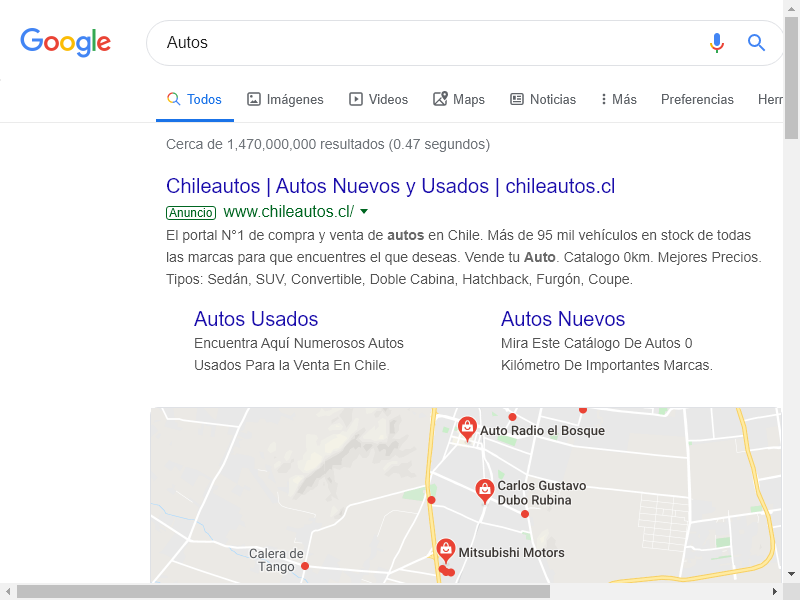 Google
Autos
Todos Imágenes Videos Maps Noticias Más Preferencias Herr
Cerca de 1,470,000,000 resultados (0.47 segundos)
Chileautos | Autos Nuevos y Usados | chileautos.cl
Anuncio www.chileautos.cl/
El portal N°1 de compra y venta de autos en Chile. Más de 95 mil vehículos en stock de todas
las marcas para que encuentres el que deseas. Vende tu Auto. Catalogo 0km. Mejores Precios.
Tipos: Sedán, SUV, Convertible, Doble Cabina, Hatchback, Furgón, Coupe.
Autos Usados
Encuentra Aquí Numerosos Autos
Usados Para la Venta En Chile.
Autos Nuevos
Mira Este Catálogo De Autos 0
Kilómetro De Importantes Marcas.
Auto Radio el Bosque
Carlos Gustavo
Dubo Rubina
Mitsubishi Motors
Calera de
Tango